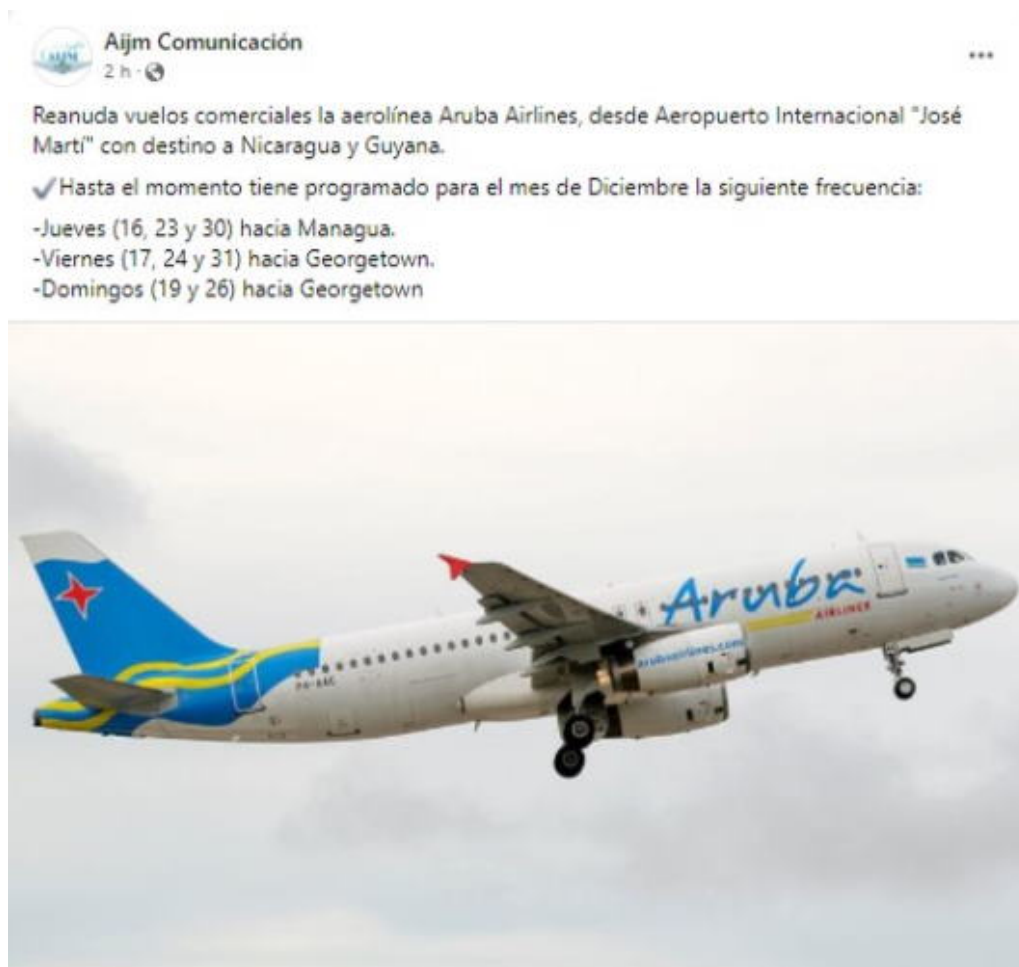 Aijm Comunicación
2 h ·
Reanuda vuelos comerciales la aerolínea Aruba Airlines, desde Aeropuerto Internacional "José
Martí" con destino a Nicaragua y Guyana.
✔Hasta el momento tiene programado para el mes de Diciembre la siguiente frecuencia:
-Jueves (16, 23 y 30) hacia Managua.
-Viernes (17, 24 y 31) hacia Georgetown.
-Domingos (19 y 26) hacia Georgetown
Aruba
AIRLINES
arubaairlines.com